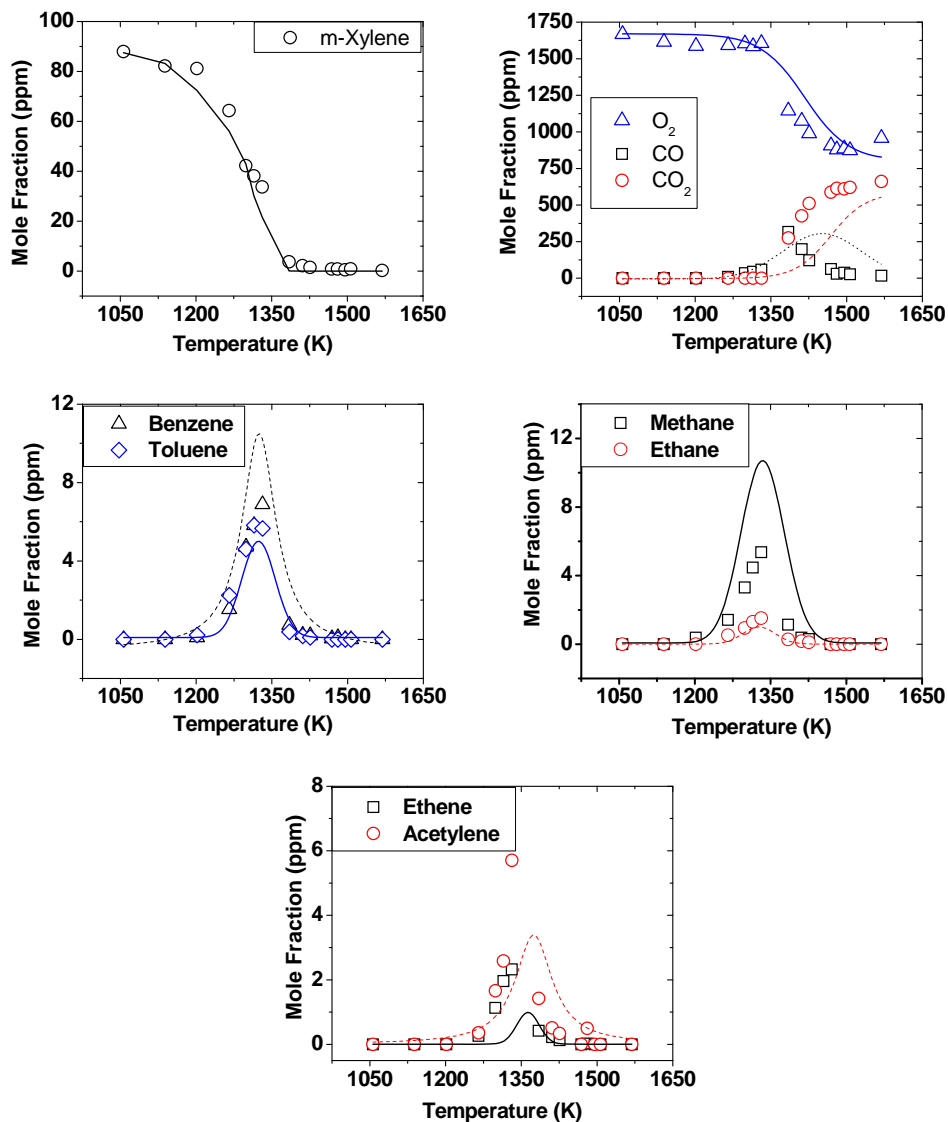 m-Xylene
100
80
60
40
20
0
Mole Fraction (ppm)
1050 1200 1350 1500 1650
Temperature (K)
O2
CO
CO2
1750
1500
1250
1000
750
500
250
0
Mole Fraction (ppm)
1050 1200 1350 1500 1650
Temperature (K)
Benzene
Toluene
12
8
4
0
Mole Fraction (ppm)
1050 1200 1350 1500 1650
Temperature (K)
Methane
Ethane
12
8
4
0
Mole Fraction (ppm)
1050 1200 1350 1500 1650
Temperature (K)
Ethene
Acetylene
8
6
4
2
0
Mole Fraction (ppm)
1050 1200 1350 1500 1650
Temperature (K)